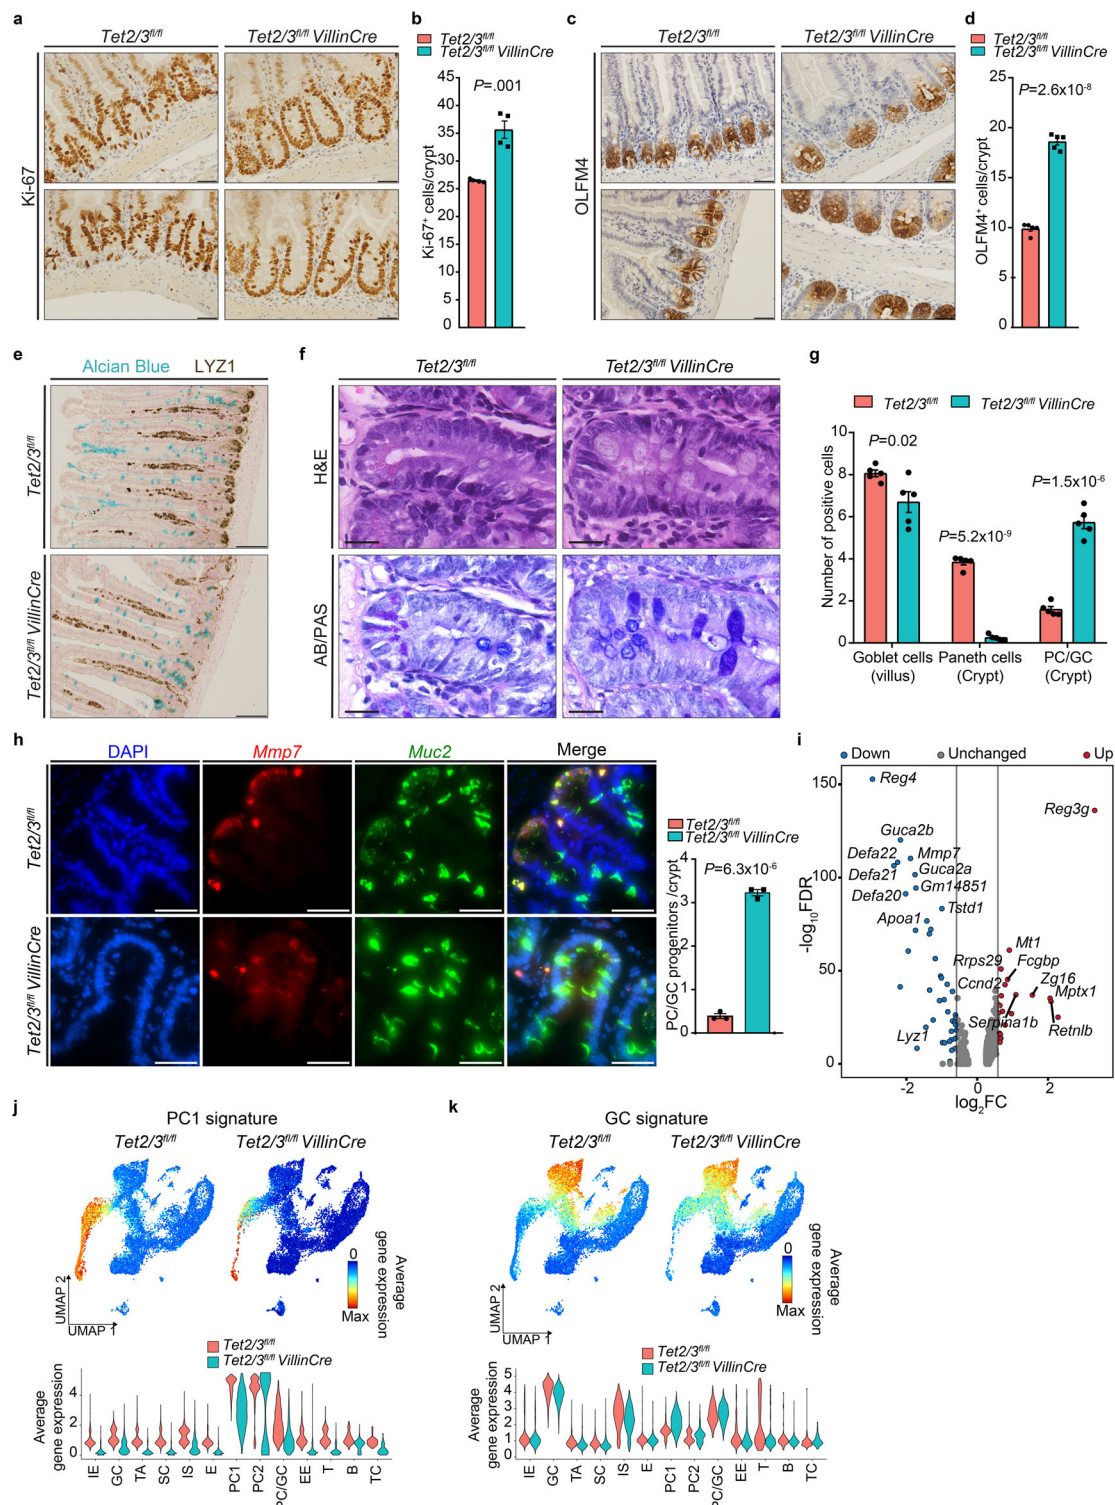 a
Tet2/3fl/fl
Tet2/3fl/fl VillinCre
Ki-67
b
Tet2/3fl/fl
Tet2/3fl/fl VillinCre
P=.001
Ki-67+ cells/crypt
45
40
35
30
25
20
15
10
5
0
c
Tet2/3fl/fl
Tet2/3fl/fl VillinCre
OLFM4
d
Tet2/3fl/fl
Tet2/3fl/fl VillinCre
P=2.6x10-8
OLFM4+ cells/crypt
25
20
15
10
5
0
e
Alcian Blue
LYZ1
Tet2/3fl/fl
Tet2/3fl/fl VillinCre
f
Tet2/3fl/fl
Tet2/3fl/fl VillinCre
H&E
AB/PAS
g
Tet2/3fl/fl
Tet2/3fl/fl VillinCre
Number of positive cells
10
8
6
4
2
0
P=0.02
P=5.2x10-9
P=1.5x10-6
Goblet cells
(villus)
Paneth cells
(Crypt)
PC/GC
(Crypt)
h
DAPI
Mmp7
Muc2
Merge
Tet2/3fl/fl
Tet2/3fl/fl VillinCre
Tet2/3fl/fl
Tet2/3fl/fl VillinCre
P=6.3x10-6
PC/GC progenitors /crypt
4
3
2
1
0
i
Down
Unchanged
Up
-log10FDR
150
100
50
0
Reg4
Reg3g
Guca2b
Defa22
Mmp7
Defa21
Guca2a
Gm14851
Defa20
Tstd1
Apoa1
Mt1
Rrps29
Fcgbp
Ccnd2
Zg16
Mptx1
Serpina1b
Retnlb
Lyz1
-2
0
2
log2FC
j
PC1 signature
Tet2/3fl/fl
Tet2/3fl/fl VillinCre
UMAP 2
UMAP 1
0
Max
Average
gene expression
Tet2/3fl/fl
Tet2/3fl/fl VillinCre
Average
gene expression
4
2
0
IE
GC
TA
SC
IS
E
PC1
PC2
PC/GC
EE
T
B
TC
k
GC signature
Tet2/3fl/fl
Tet2/3fl/fl VillinCre
UMAP 2
UMAP 1
0
Max
Average
gene expression
Tet2/3fl/fl
Tet2/3fl/fl VillinCre
Average
gene expression
5
4
3
2
1
0
IE
GC
TA
SC
IS
E
PC1
PC2
PC/GC
EE
T
B
TC